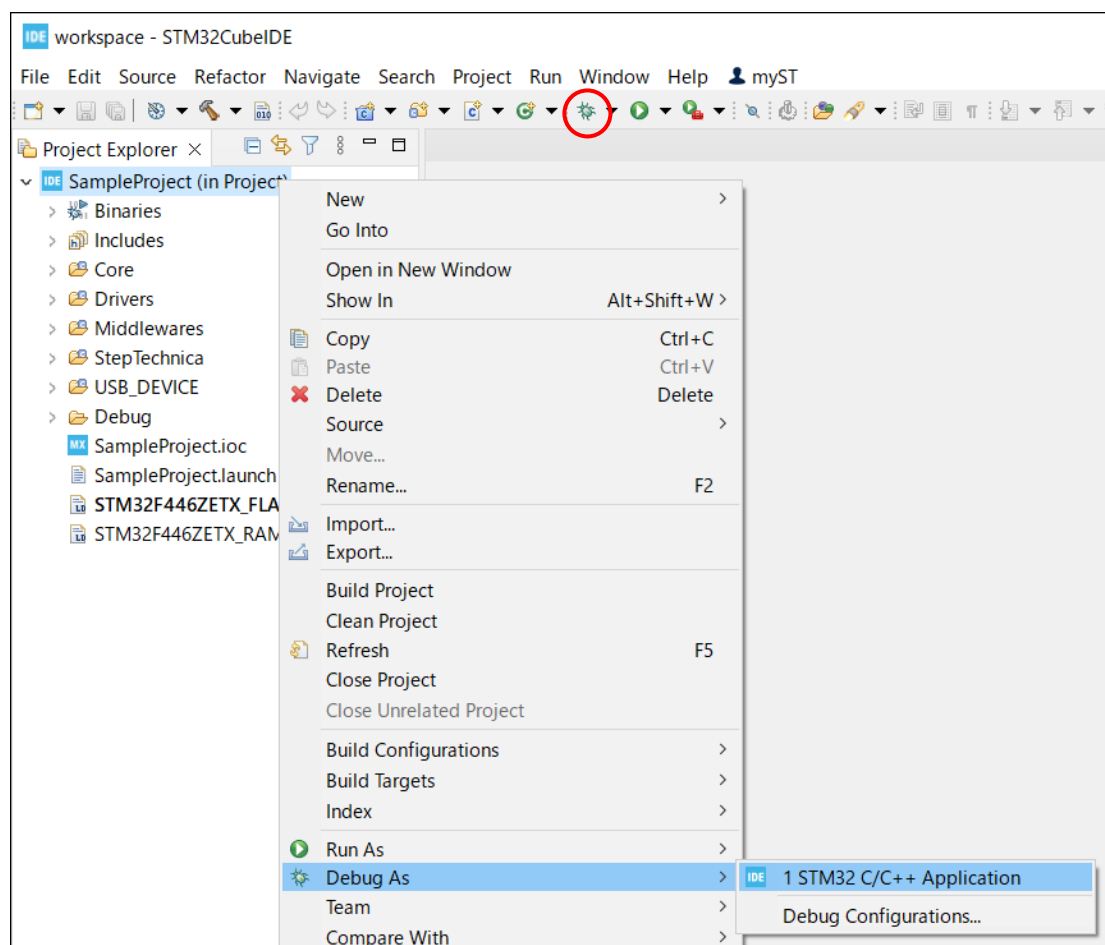 IDE workspace - STM32CubeIDE
File Edit Source Refactor Navigate Search Project Run Window Help myST
Project Explorer
IDE SampleProject (in Project)
Binaries
Includes
Core
Drivers
Middlewares
StepTechnica
USB_DEVICE
Debug
MX SampleProject.ioc
SampleProject.launch
STM32F446ZETX_FLA
STM32F446ZETX_RAM
New
Go Into
Open in New Window
Show In Alt+Shift+W
Copy Ctrl+C
Paste Ctrl+V
Delete Delete
Source
Move...
Rename... F2
Import...
Export...
Build Project
Clean Project
Refresh F5
Close Project
Close Unrelated Project
Build Configurations
Build Targets
Index
Run As
Debug As
Team
Compare With
IDE 1 STM32 C/C++ Application
Debug Configurations...